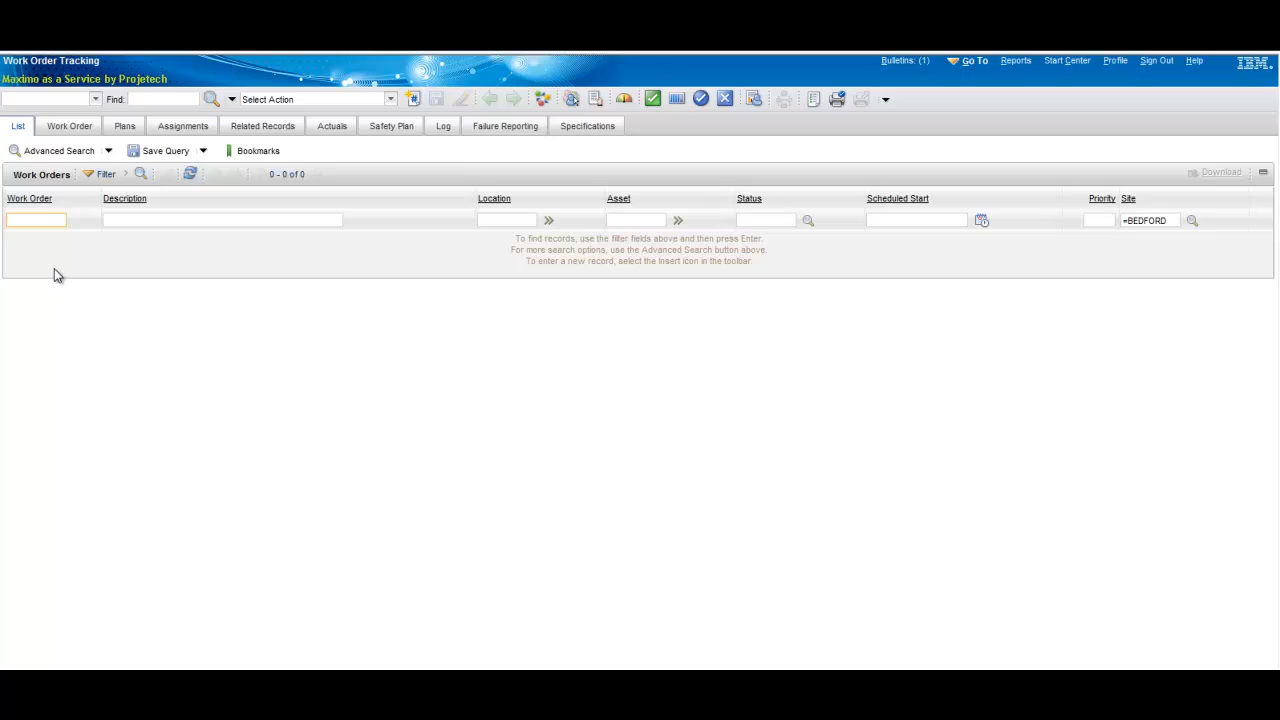 Work Order Tracking
Bulletins: (1) Go To Reports Start Center Profile Sign Out Help IBM.
Maximo as a Service by Projetech
Find: Select Action
List Work Order Plans Assignments Related Records Actuals Safety Plan Log Failure Reporting Specifications
Advanced Search Save Query Bookmarks
Work Orders Filter 0 - 0 of 0 Download
Work Order Description Location Asset Status Scheduled Start Priority Site
=BEDFORD
To find records, use the filter fields above and then press Enter.
For more search options, use the Advanced Search button above.
To enter a new record, select the Insert icon in the toolbar.